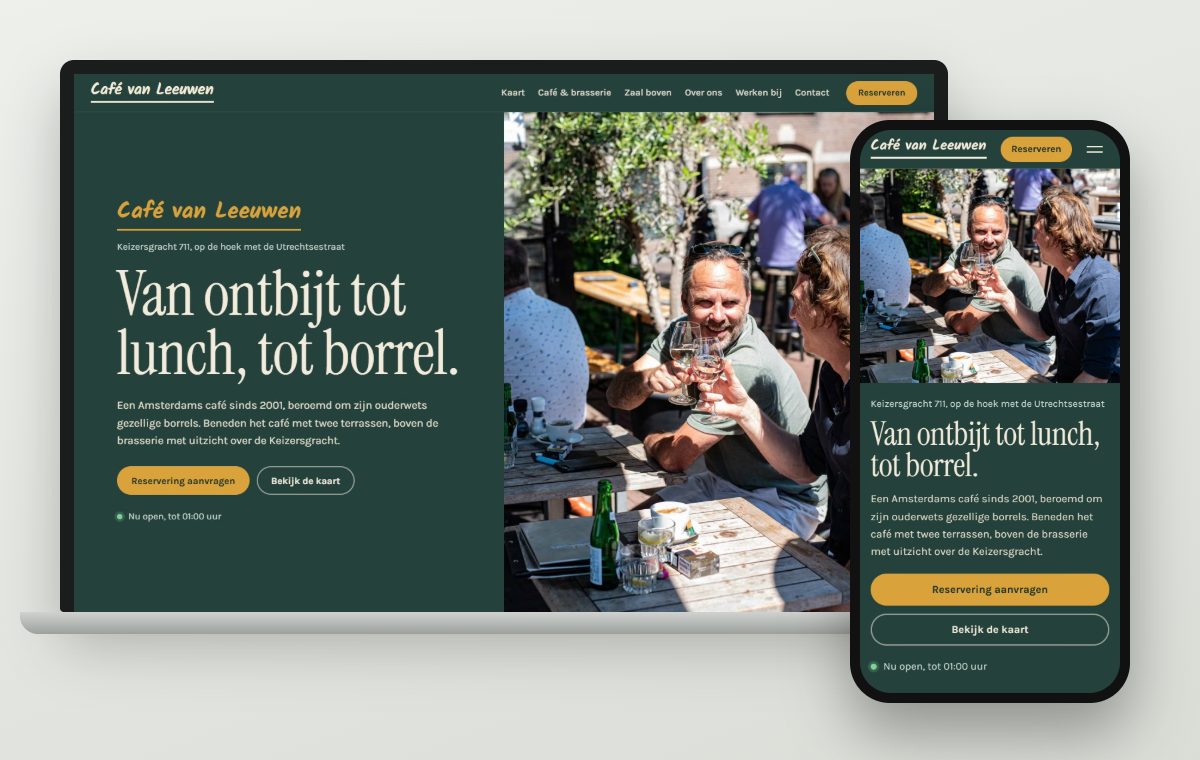 Café van Leeuwen
Kaart Café & brasserie Zaal boven Over ons Werken bij Contact Reserveren
Café van Leeuwen
Keizersgracht 711, op de hoek met de Utrechtsestraat
Van ontbijt tot
lunch, tot borrel.
Een Amsterdams café sinds 2001, beroemd om zijn ouderwets
gezellige borrels. Beneden het café met twee terrassen, boven de
brasserie met uitzicht over de Keizersgracht.
Reservering aanvragen Bekijk de kaart
Nu open, tot 01:00 uur
Café van Leeuwen Reserveren
Keizersgracht 711, op de hoek met de Utrechtsestraat
Van ontbijt tot lunch,
tot borrel.
Een Amsterdams café sinds 2001, beroemd om
zijn ouderwets gezellige borrels. Beneden het
café met twee terrassen, boven de brasserie
met uitzicht over de Keizersgracht.
Reservering aanvragen
Bekijk de kaart
Nu open, tot 01:00 uur